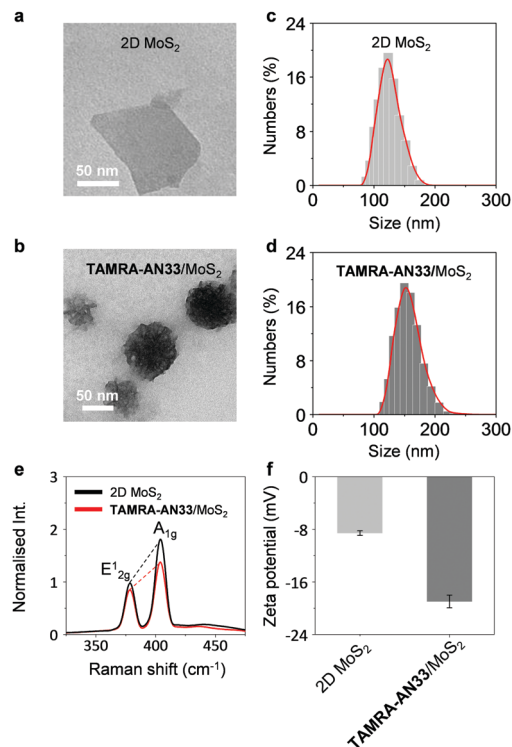 a
2D MoS₂
50 nm
c
2D MoS₂
Numbers (%)
24
16
8
0
0 100 200 300
Size (nm)
b
TAMRA-AN33/MoS₂
50 nm
d
TAMRA-AN33/MoS₂
Numbers (%)
24
16
8
0
0 100 200 300
Size (nm)
e
2D MoS₂
TAMRA-AN33/MoS₂
A₁g
E¹₂g
Normalised Int.
3
2
1
0
350 400 450
Raman shift (cm⁻¹)
f
Zeta potential (mV)
0
-8
-16
-24
2D MoS₂
TAMRA-AN33/MoS₂